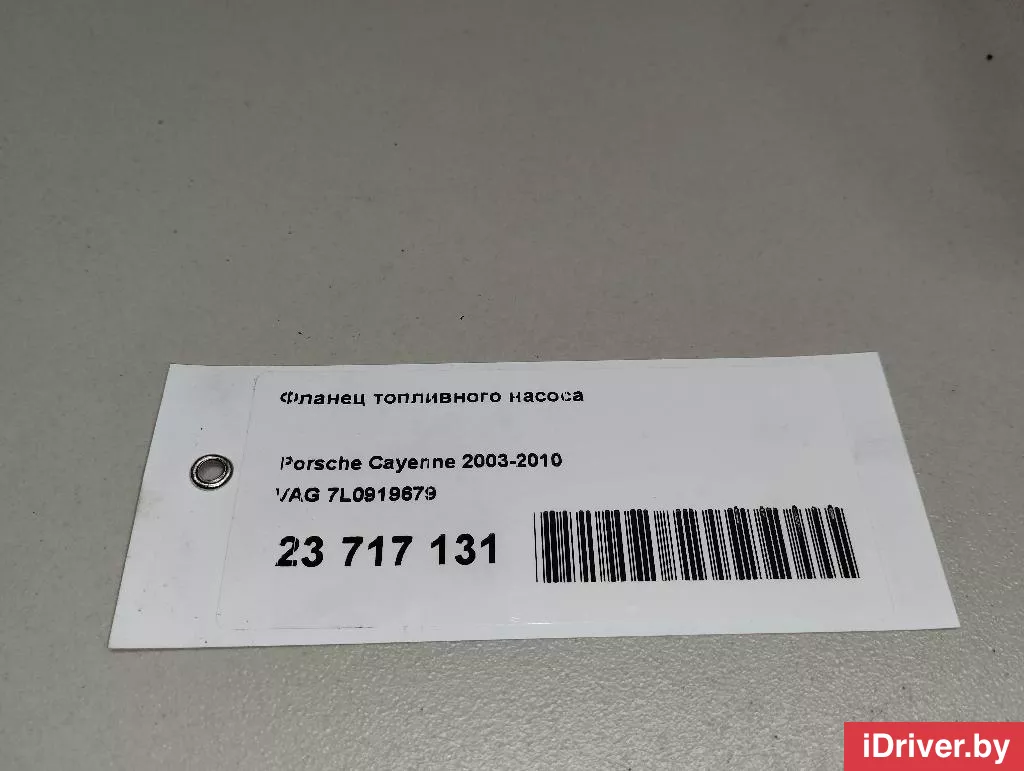 Фланец топливного насоса
Porsche Cayenne 2003-2010
VAG 7L0919679
23 717 131
iDriver.by